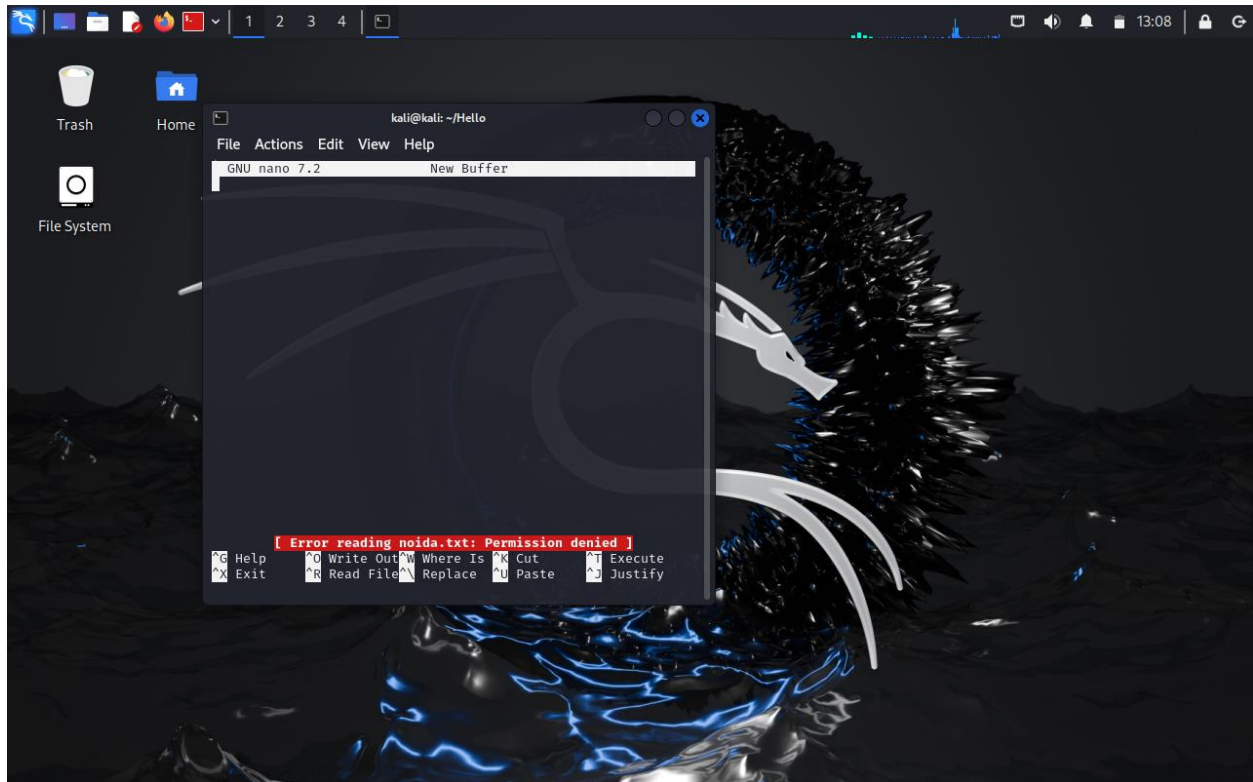 1 2 3 4 13:08
Trash
Home
File System
kali@kali: ~/Hello
File Actions Edit View Help
GNU nano 7.2 New Buffer
[ Error reading noida.txt: Permission denied ]
^G Help ^O Write Out ^W Where Is ^K Cut ^T Execute
^X Exit ^R Read File ^\ Replace ^U Paste ^J Justify